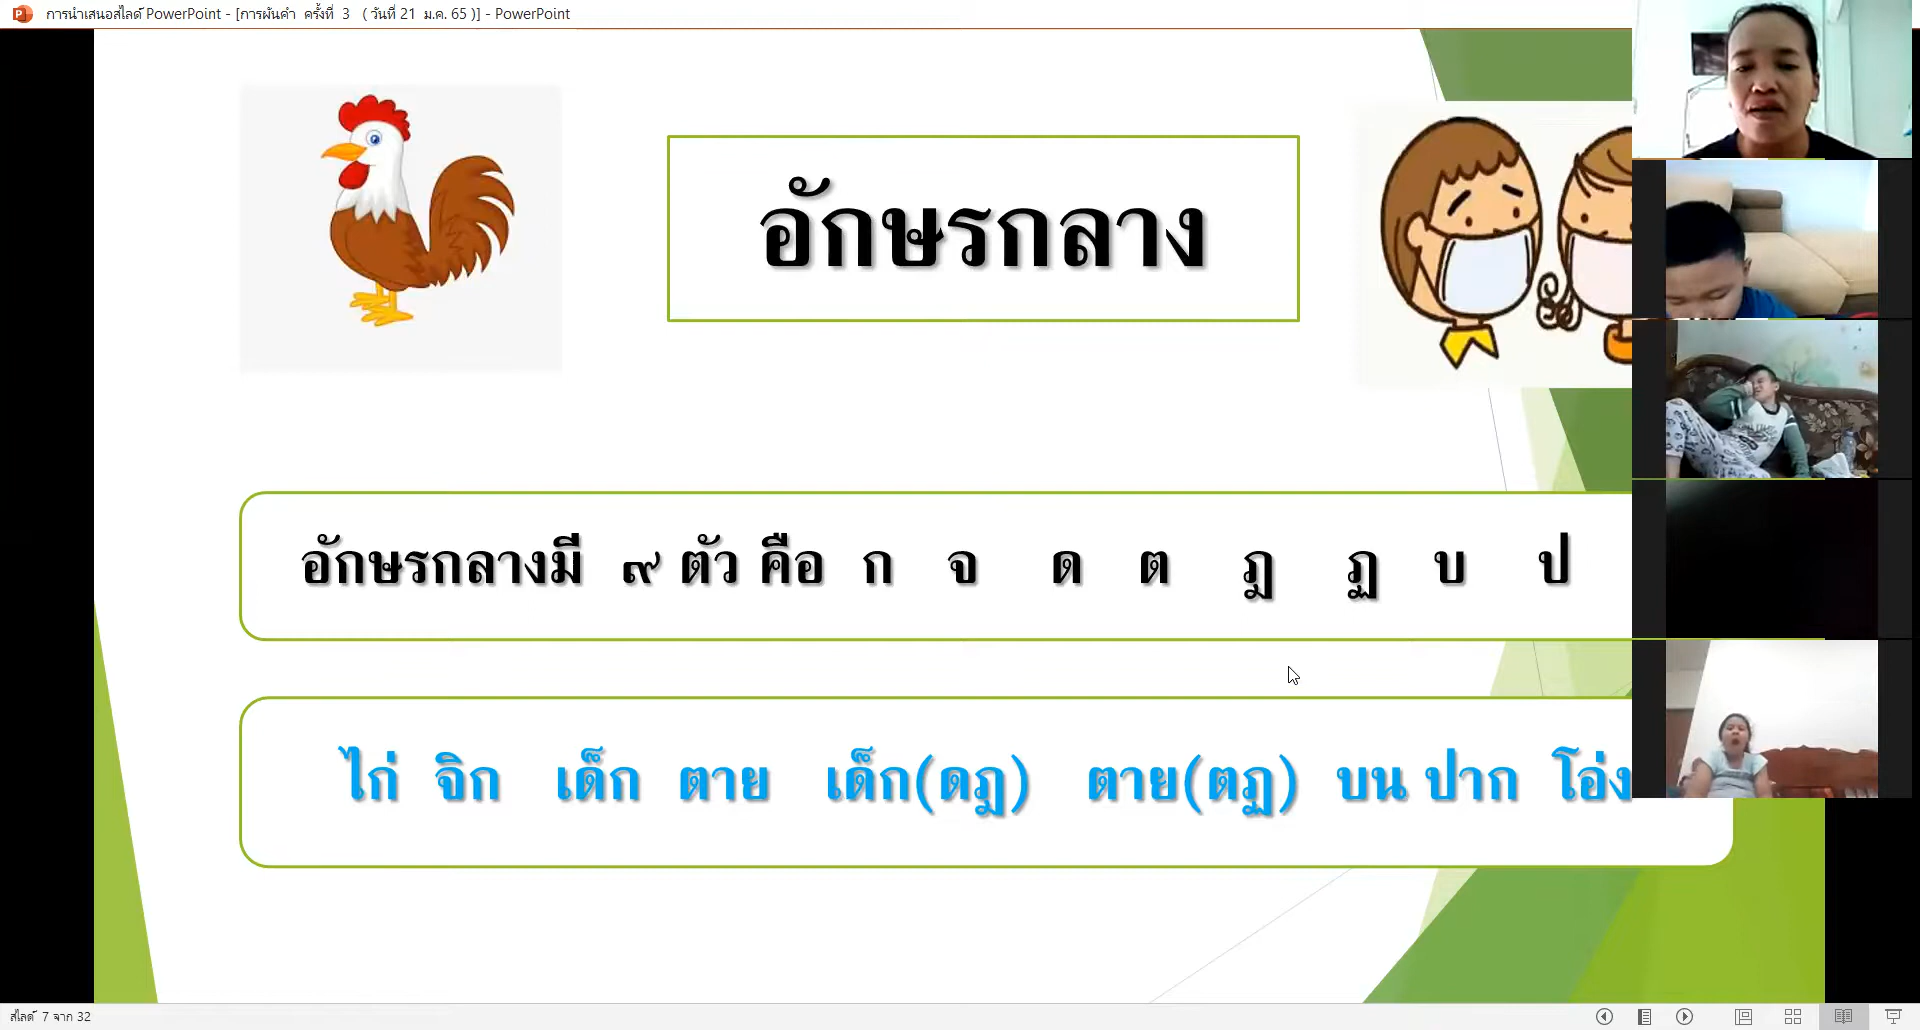 การนำเสนอสไลด์ PowerPoint - [การผันคำ ครั้งที่ 3 ( วันที่ 21 ม.ค. 65 )] - PowerPoint
อักษรกลาง
อักษรกลางมี ๙ ตัว คือ ก จ ด ต ฎ ฏ บ ป
ไก่ จิก เด็ก ตาย เด็ก(ดฎ) ตาย(ตฏ) บน ปาก โอ่ง
สไลด์ 7 จาก 32